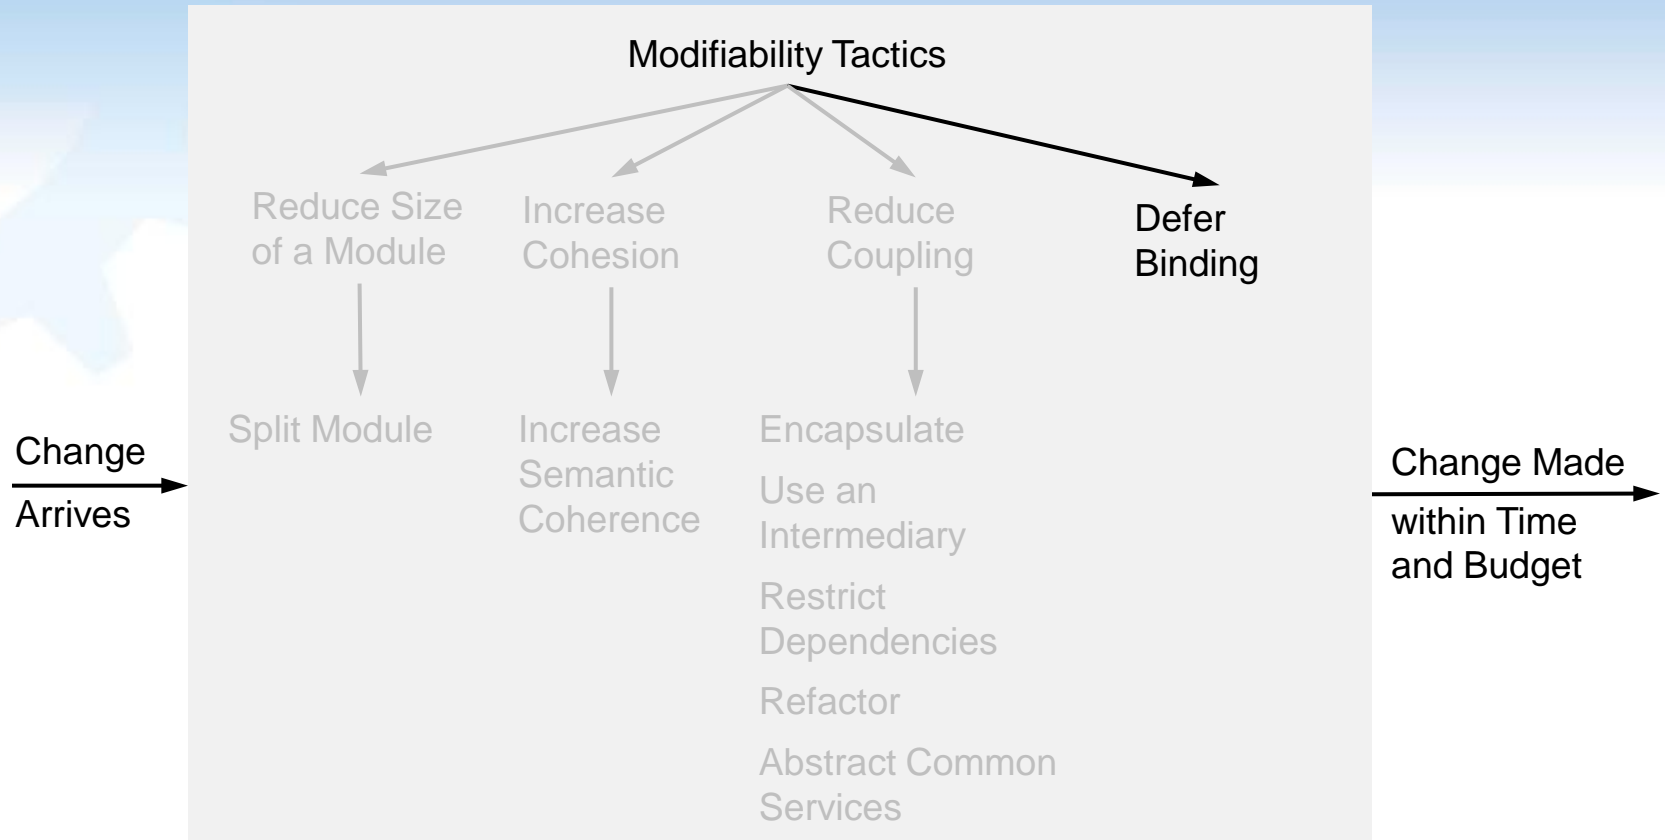 Modifiability Tactics
Reduce Size
of a Module
Increase
Cohesion
Reduce
Coupling
Defer
Binding
Split Module
Increase
Semantic
Coherence
Encapsulate
Use an
Intermediary
Restrict
Dependencies
Refactor
Abstract Common
Services
Change
Arrives
Change Made
within Time
and Budget